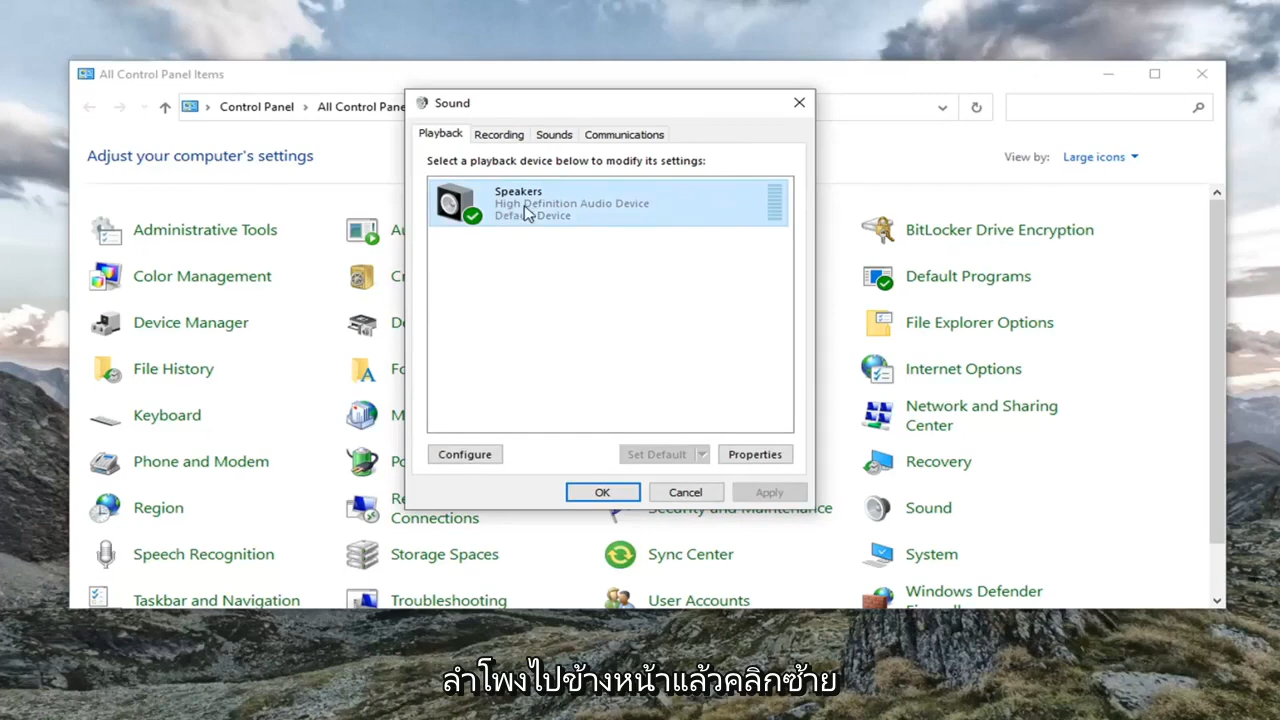 All Control Panel Items
Control Panel
All Control Pane
Sound
Playback
Recording
Sounds
Communications
Select a playback device below to modify its settings:
Speakers
High Definition Audio Device
Default Device
Configure
Set Default
Properties
OK
Cancel
Apply
Adjust your computer's settings
View by:
Large icons
Administrative Tools
Color Management
Device Manager
File History
Keyboard
Phone and Modem
Region
Speech Recognition
Taskbar and Navigation
Connections
Storage Spaces
Troubleshooting
Security and Maintenance
Sync Center
User Accounts
BitLocker Drive Encryption
Default Programs
File Explorer Options
Internet Options
Network and Sharing
Center
Recovery
Sound
System
Windows Defender
ลำโพงไปข้างหน้าแล้วคลิกซ้าย